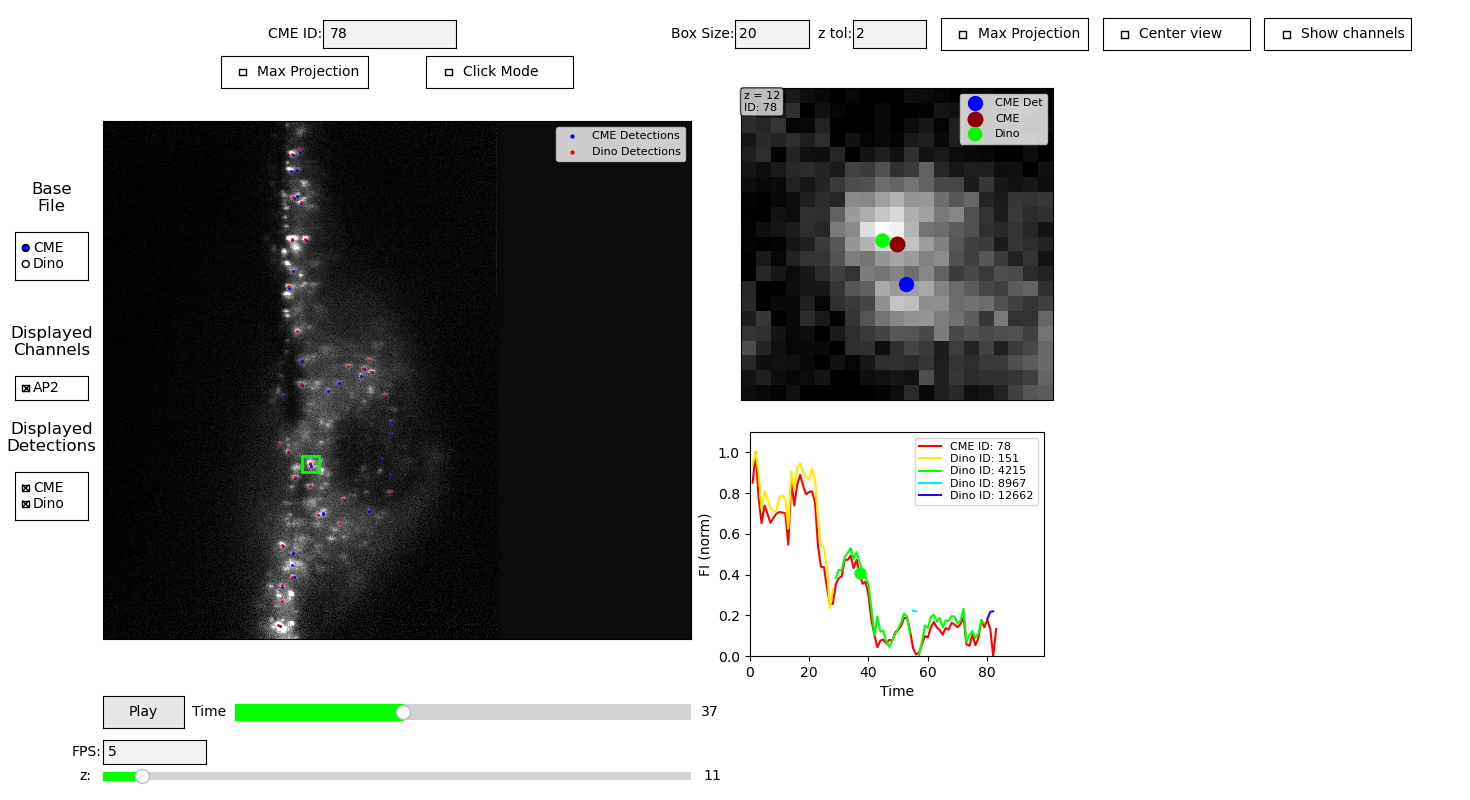 CME ID: 78
Box Size: 20
z tol: 2
Max Projection
Center view
Show channels
Max Projection
Click Mode
z = 12
ID: 78
CME Det
CME
Dino
CME Detections
Dino Detections
Base
File
CME
Dino
Displayed
Channels
AP2
Displayed
Detections
CME
Dino
FI (norm)
1.0
0.8
0.6
0.4
0.2
0.0
CME ID: 78
Dino ID: 151
Dino ID: 4215
Dino ID: 8967
Dino ID: 12662
0
20
40
60
80
Time
Play
Time
37
FPS: 5
z:
11